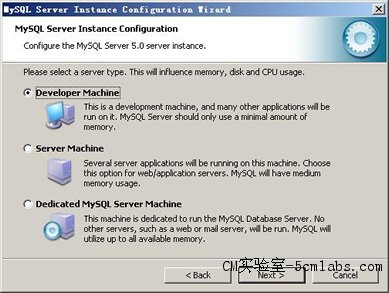 MySQL Server Instance Configuration Wizard
MySQL Server Instance Configuration
Configure the MySQL Server 5.0 server instance.
Please select a server type. This will influence memory, disk and CPU usage.
Developer Machine
This is a development machine, and many other applications will be
run on it. MySQL Server should only use a minimal amount of
memory.
Server Machine
Several server applications will be running on this machine. Choose
this option for web/application servers. MySQL will have medium
memory usage.
Dedicated MySQL Server Machine
This machine is dedicated to run the MySQL Database Server. No
other servers, such as a web or mail server, will be run. MySQL will
utilize up to all available memory.
CM实验室-5cmlabs.com
< Back
Next >
Cancel